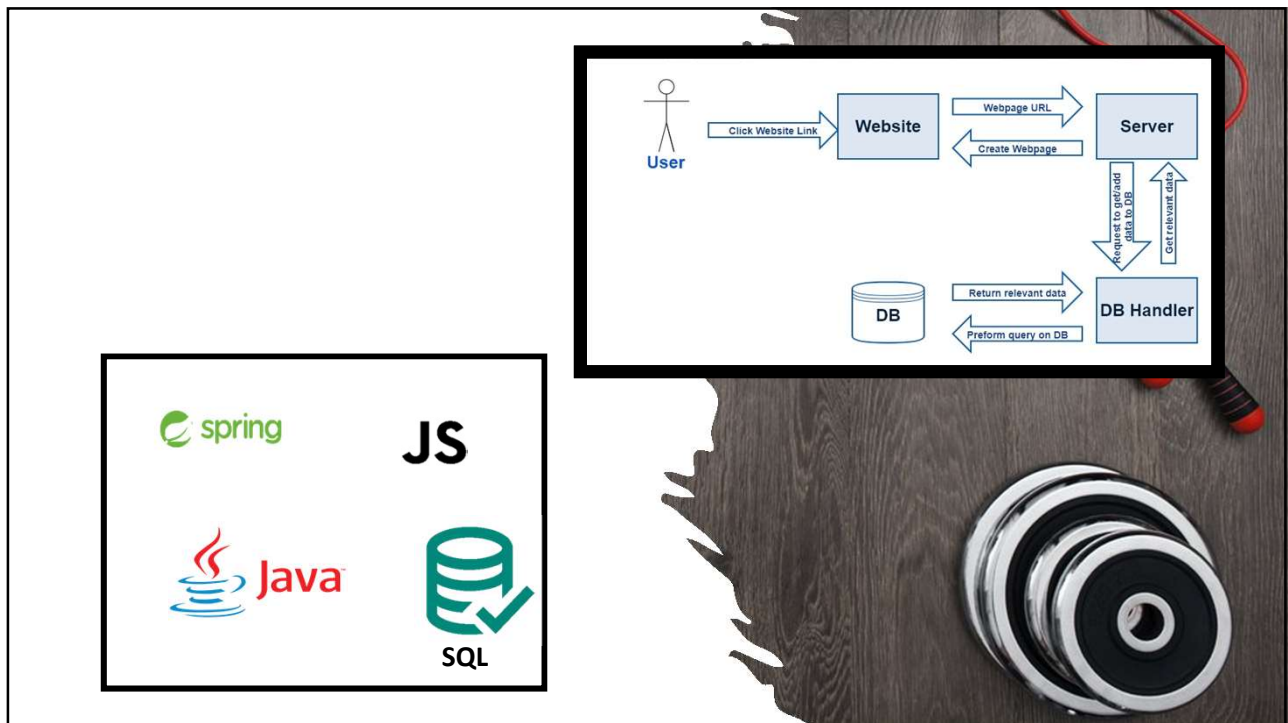 Click Website Link
User
Website
Webpage URL
Create Webpage
Server
Request to get/add
data to DB
Get relevant data
DB
Return relevant data
Preform query on DB
DB Handler
spring
JS
Java
SQL